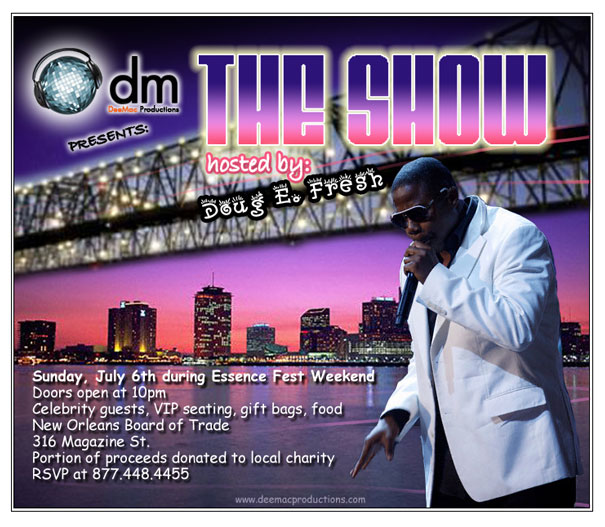 dm
DeeMac Productions
PRESENTS:
THE SHOW
hosted by:
Doug E. Fresh
Sunday, July 6th during Essence Fest Weekend
Doors open at 10pm
Celebrity guests, VIP seating, gift bags, food
New Orleans Board of Trade
316 Magazine St.
Portion of proceeds donated to local charity
RSVP at 877.448.4455
www.deemacproductions.com